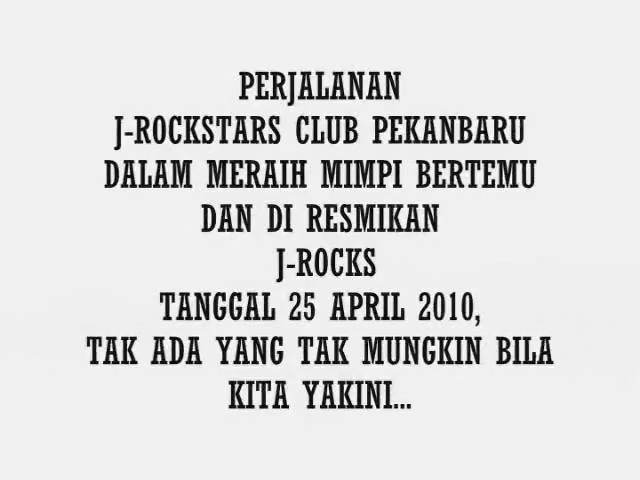 PERJALANAN
J-ROCKSTARS CLUB PEKANBARU
DALAM MERAIH MIMPI BERTEMU
DAN DI RESMIKAN
J-ROCKS
TANGGAL 25 APRIL 2010,
TAK ADA YANG TAK MUNGKIN BILA
KITA YAKINI...